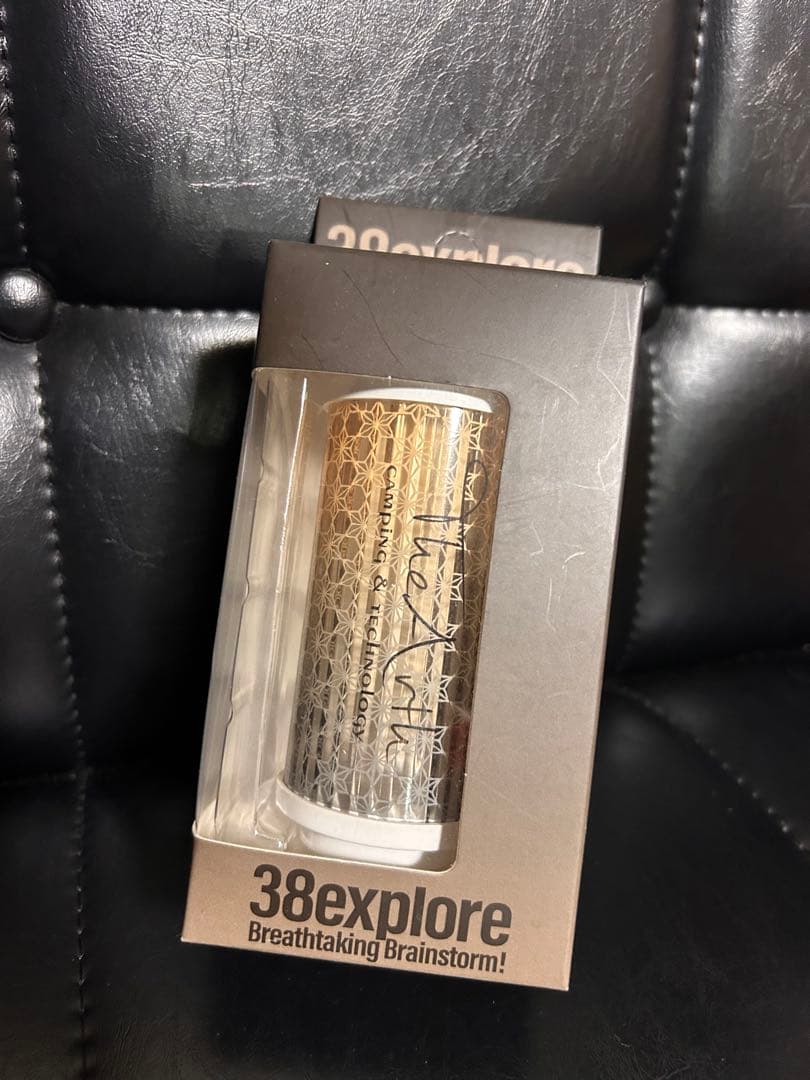 38explore
The Arth
CAMPING & TECHNOLOGY
38explore
Breathtaking Brainstorm!